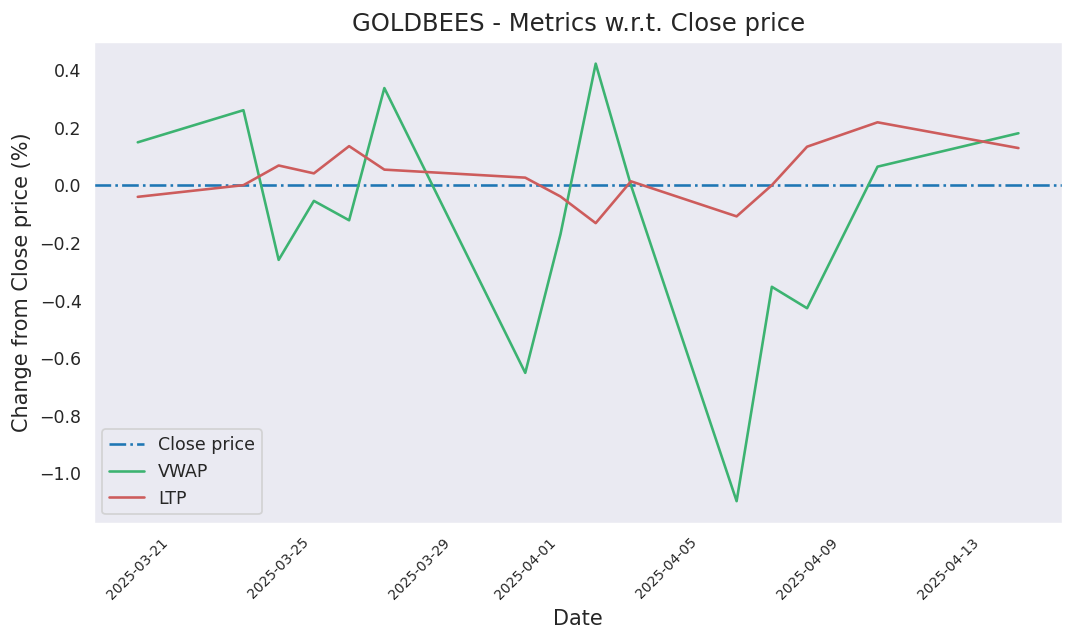 GOLDBEES - Metrics w.r.t. Close price
Change from Close price (%)
0.4
0.2
0.0
−0.2
−0.4
−0.6
−0.8
−1.0
Close price
VWAP
LTP
2025-03-21
2025-03-25
2025-03-29
2025-04-01
2025-04-05
2025-04-09
2025-04-13
Date